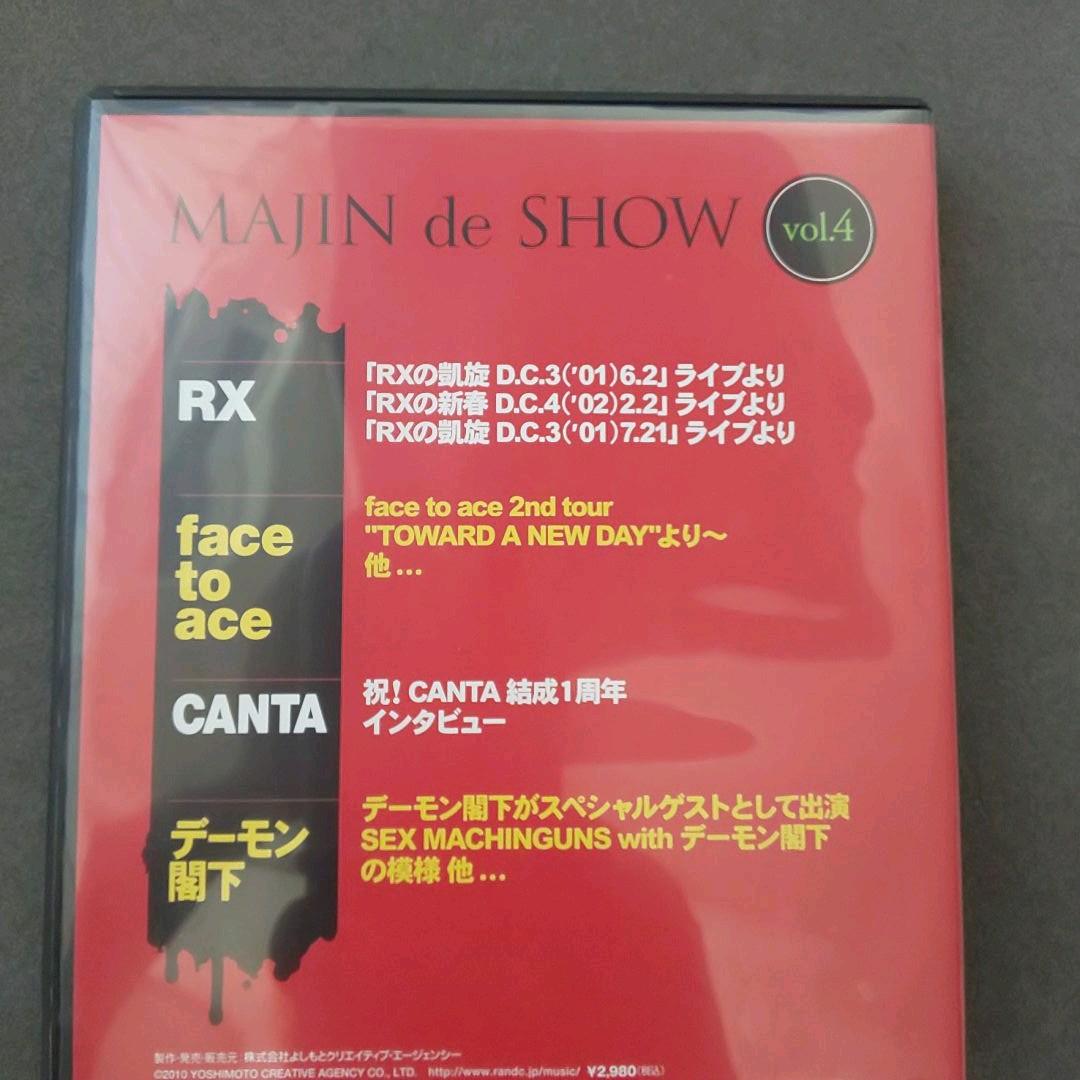 MAJIN de SHOW vol.4
RX
「RXの凱旋 D.C.3('01)6.2」ライブより
「RXの新春 D.C.4('02)2.2」ライブより
「RXの凱旋 D.C.3('01)7.21」ライブより
face
to
ace
face to ace 2nd tour
"TOWARD A NEW DAY"より〜
他…
CANTA
祝！CANTA 結成1周年
インタビュー
デーモン
閣下
デーモン閣下がスペシャルゲストとして出演
SEX MACHINGUNS with デーモン閣下
の模様 他…
製作・発売・販売元 株式会社よしもとクリエイティブ・エージェンシー
©2010 YOSHIMOTO CREATIVE AGENCY CO., LTD. http://www.randc.jp/music/ ¥2,980(税込)